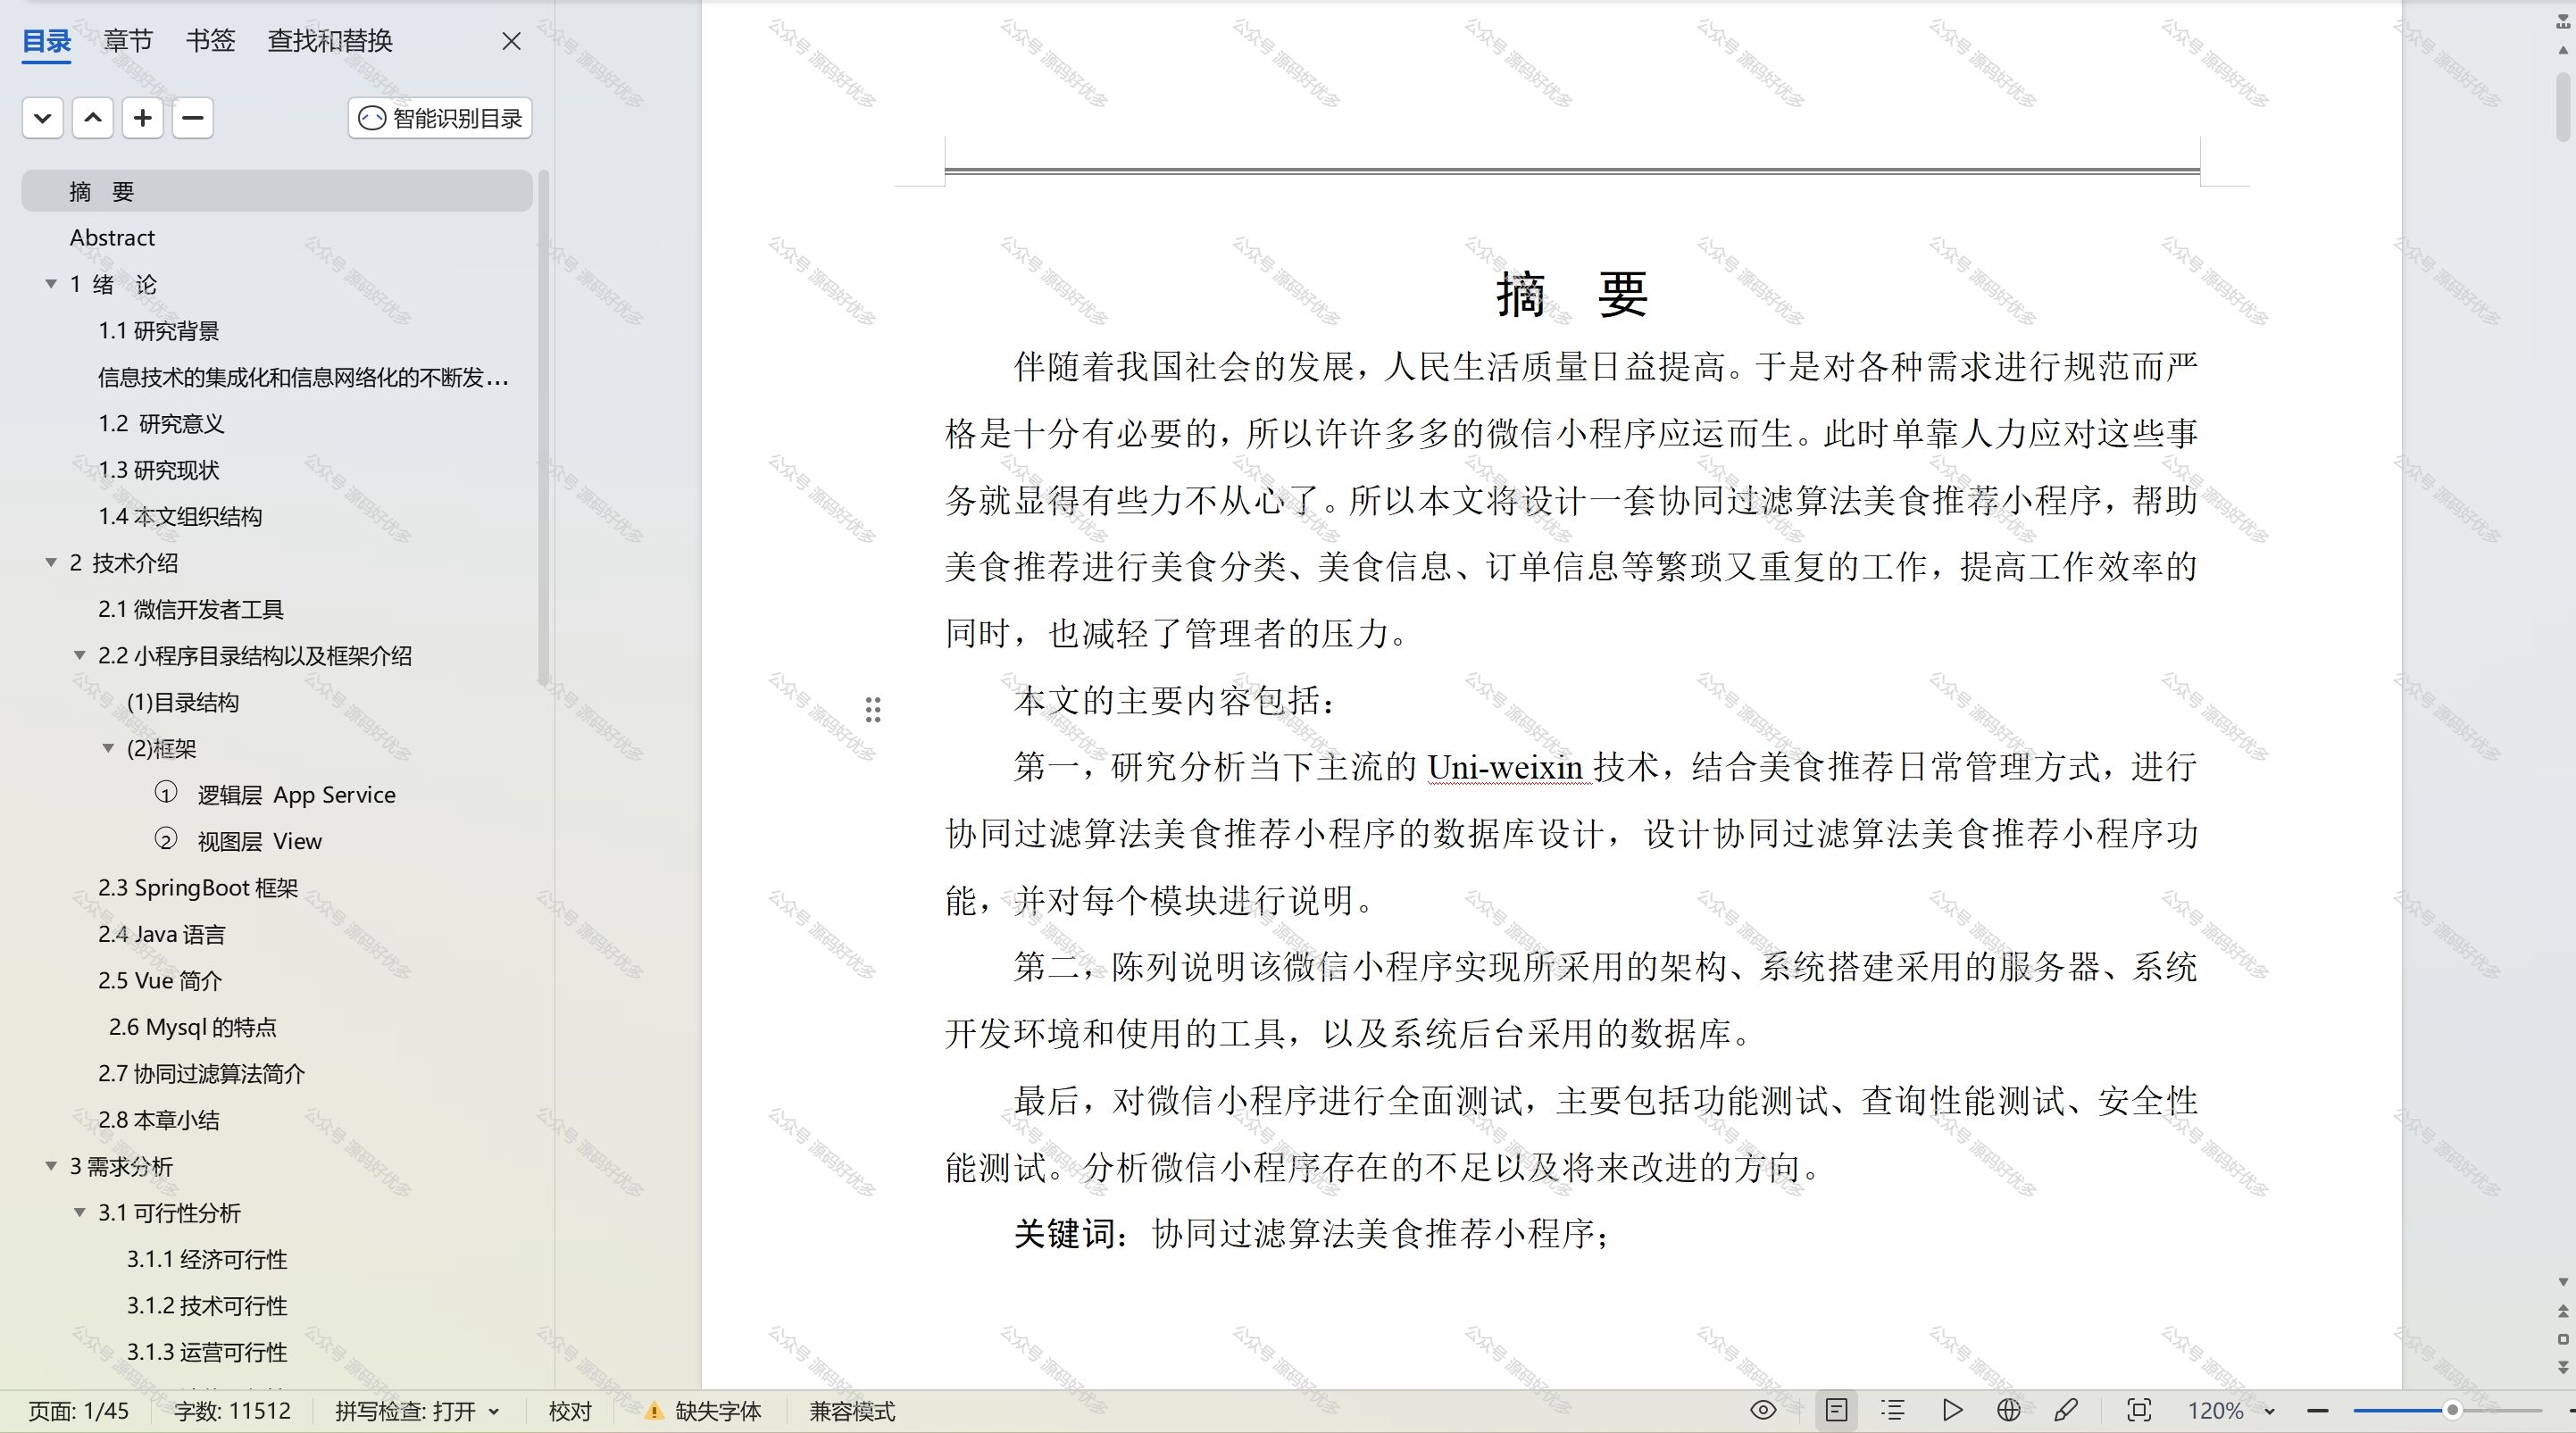 目录 章节 书签 查找和替换
智能识别目录
摘 要
Abstract
1 绪 论
1.1 研究背景
信息技术的集成化和信息网络化的不断发...
1.2 研究意义
1.3 研究现状
1.4 本文组织结构
2 技术介绍
2.1 微信开发者工具
2.2 小程序目录结构以及框架介绍
(1)目录结构
(2)框架
① 逻辑层 App Service
② 视图层 View
2.3 SpringBoot 框架
2.4 Java 语言
2.5 Vue 简介
2.6 Mysql 的特点
2.7 协同过滤算法简介
2.8 本章小结
3 需求分析
3.1 可行性分析
3.1.1 经济可行性
3.1.2 技术可行性
3.1.3 运营可行性
摘 要
伴随着我国社会的发展，人民生活质量日益提高。于是对各种需求进行规范而严
格是十分有必要的，所以许许多多的微信小程序应运而生。此时单靠人力应对这些事
务就显得有些力不从心了。所以本文将设计一套协同过滤算法美食推荐小程序，帮助
美食推荐进行美食分类、美食信息、订单信息等繁琐又重复的工作，提高工作效率的
同时，也减轻了管理者的压力。
本文的主要内容包括：
第一，研究分析当下主流的 Uni-weixin 技术，结合美食推荐日常管理方式，进行
协同过滤算法美食推荐小程序的数据库设计，设计协同过滤算法美食推荐小程序功
能，并对每个模块进行说明。
第二，陈列说明该微信小程序实现所采用的架构、系统搭建采用的服务器、系统
开发环境和使用的工具，以及系统后台采用的数据库。
最后，对微信小程序进行全面测试，主要包括功能测试、查询性能测试、安全性
能测试。分析微信小程序存在的不足以及将来改进的方向。
关键词：协同过滤算法美食推荐小程序；
页面: 1/45 字数: 11512 拼写检查: 打开 校对 缺失字体 兼容模式 120%
公众号 源码好优多